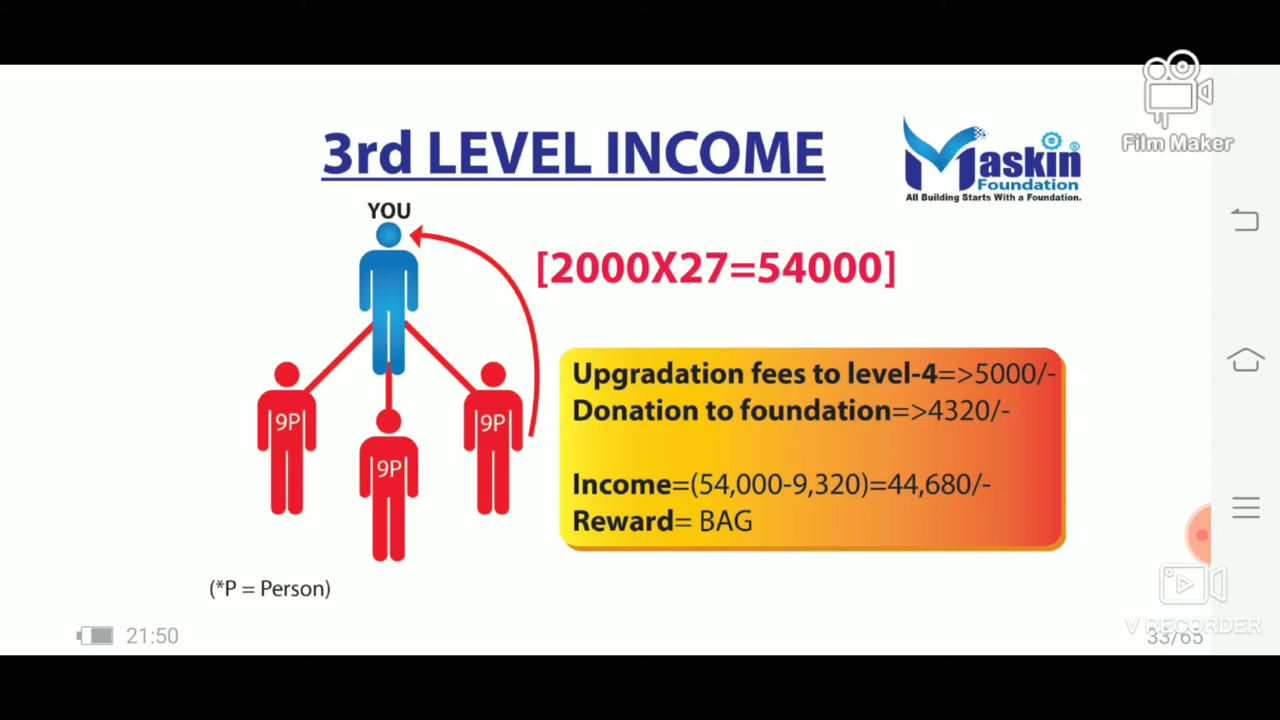 3rd LEVEL INCOME
Maskin
Foundation
®
All Building Starts With a Foundation.
Film Maker
YOU
[2000X27=54000]
9P
9P
9P
Upgradation fees to level-4=>5000/-
Donation to foundation=>4320/-
Income=(54,000-9,320)=44,680/-
Reward= BAG
(*P = Person)
21:50
V RECORDER
33/65